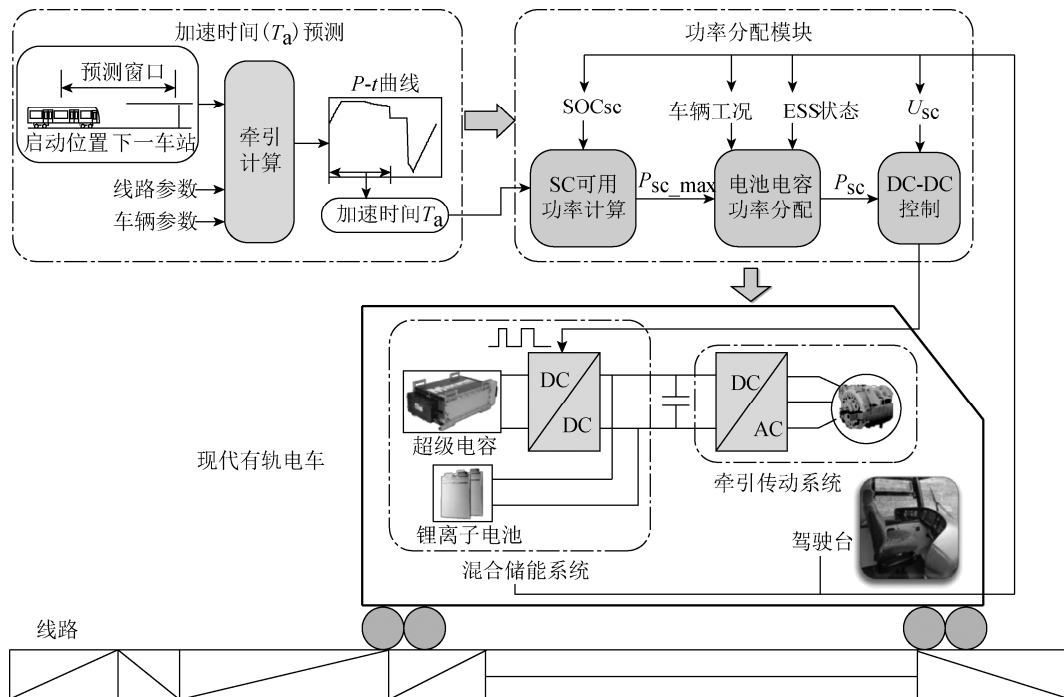 加速时间(Ta)预测
预测窗口
启动位置 下一车站
线路参数
车辆参数
牵引
计算
P-t曲线
加速时间Ta
功率分配模块
SOCsc
车辆工况
ESS状态
Usc
SC可用
功率计算
Psc_max
电池电容
功率分配
Psc
DC-DC
控制
现代有轨电车
DC
DC
超级电容
锂离子电池
混合储能系统
DC
AC
牵引传动系统
驾驶台
线路